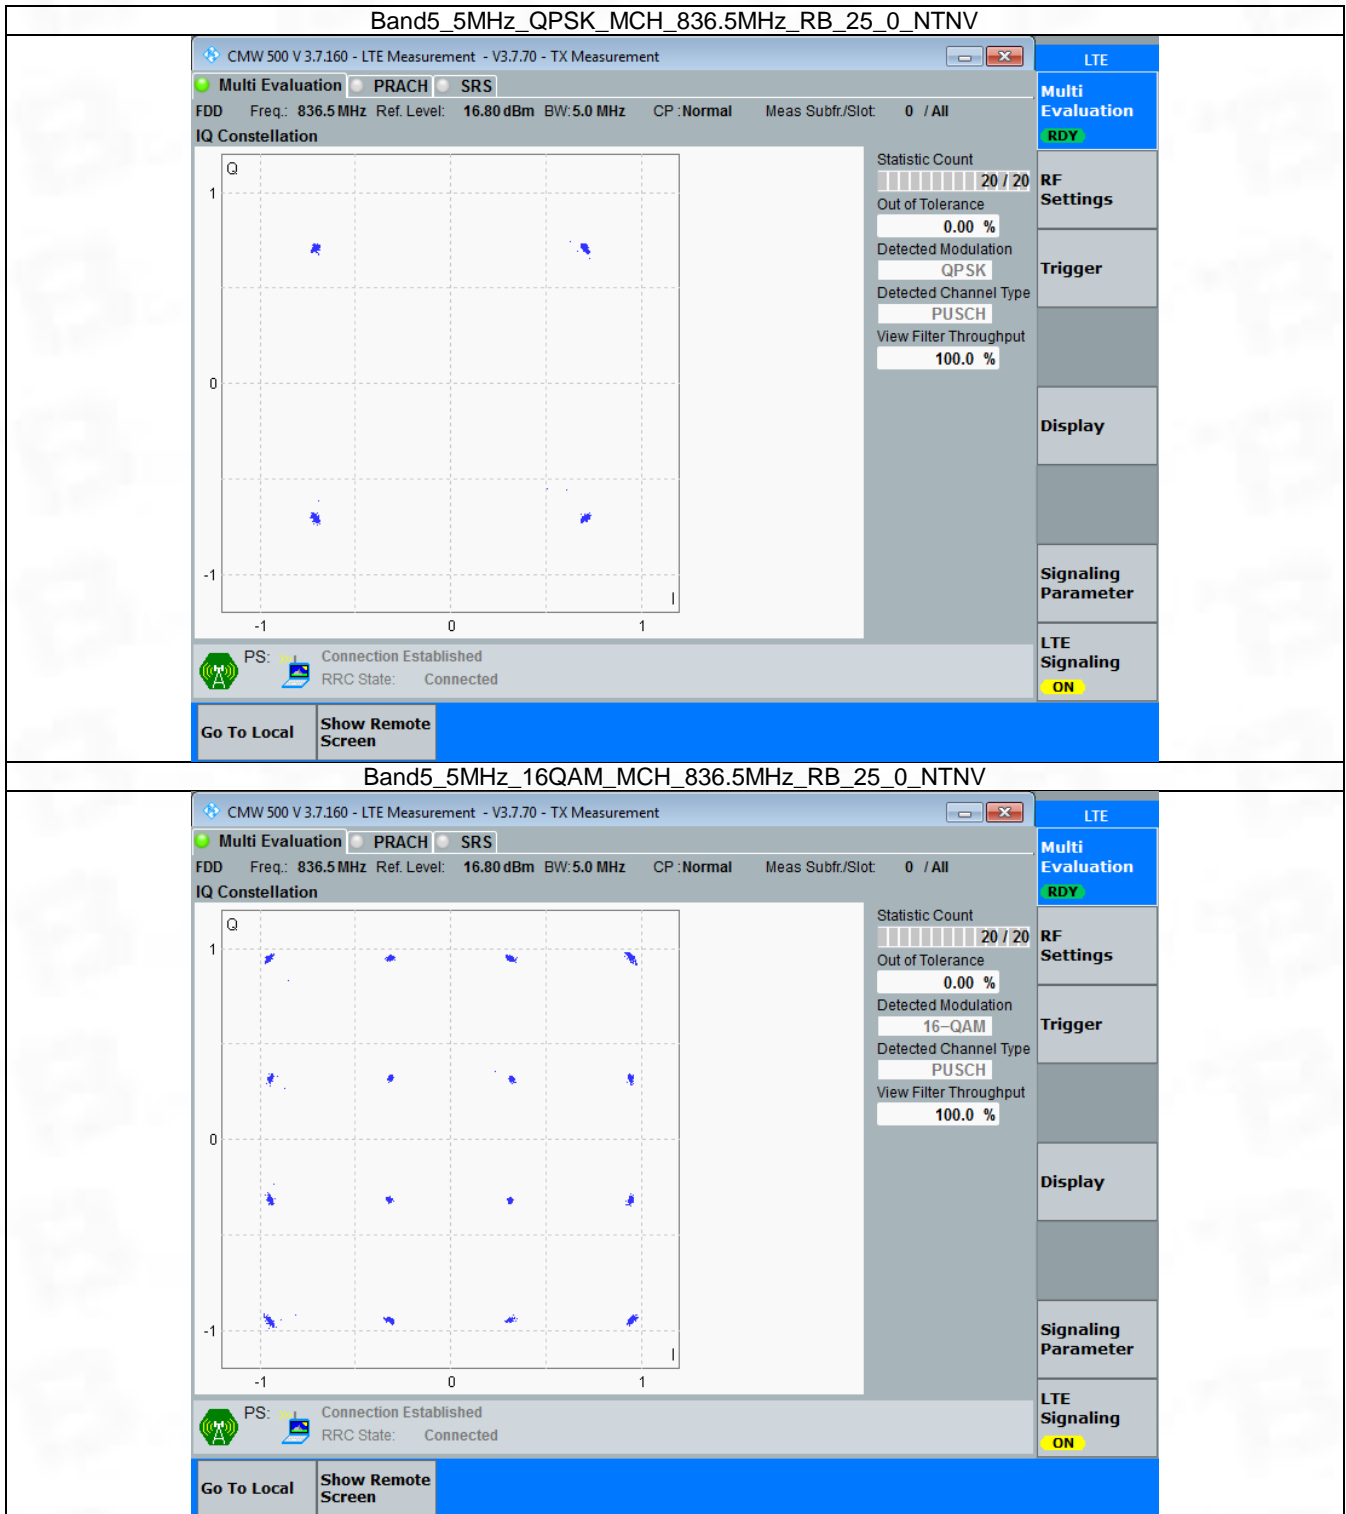 Band5_5MHz_QPSK_MCH_836.5MHz_RB_25_0_NTNV
CMW 500 V 3.7.160 - LTE Measurement - V3.7.70 - TX Measurement
LTE
Multi Evaluation PRACH SRS
Multi Evaluation
RDY
FDD Freq.: 836.5 MHz Ref. Level: 16.80 dBm BW: 5.0 MHz CP : Normal Meas Subfr./Slot: 0 / All
IQ Constellation
Q
1
0
-1
I
-1 0 1
Statistic Count
20 / 20
Out of Tolerance
0.00 %
Detected Modulation
QPSK
Detected Channel Type
PUSCH
View Filter Throughput
100.0 %
RF Settings
Trigger
Display
Signaling Parameter
LTE Signaling
ON
PS: Connection Established
RRC State: Connected
Go To Local Show Remote Screen
Band5_5MHz_16QAM_MCH_836.5MHz_RB_25_0_NTNV
CMW 500 V 3.7.160 - LTE Measurement - V3.7.70 - TX Measurement
LTE
Multi Evaluation PRACH SRS
Multi Evaluation
RDY
FDD Freq.: 836.5 MHz Ref. Level: 16.80 dBm BW: 5.0 MHz CP : Normal Meas Subfr./Slot: 0 / All
IQ Constellation
Q
1
0
-1
I
-1 0 1
Statistic Count
20 / 20
Out of Tolerance
0.00 %
Detected Modulation
16-QAM
Detected Channel Type
PUSCH
View Filter Throughput
100.0 %
RF Settings
Trigger
Display
Signaling Parameter
LTE Signaling
ON
PS: Connection Established
RRC State: Connected
Go To Local Show Remote Screen